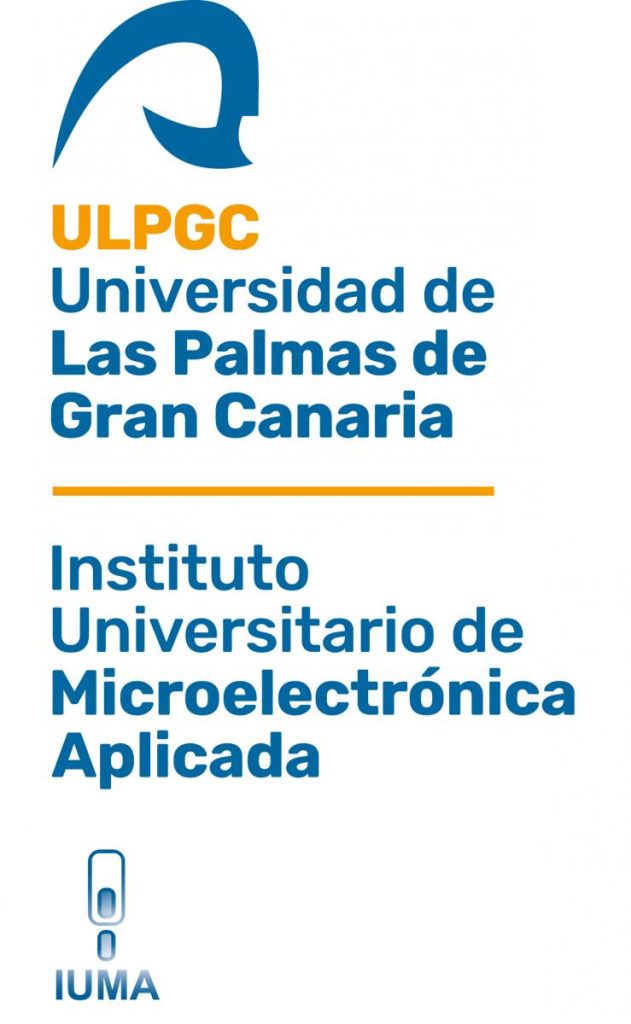 ULPGC
Universidad de
Las Palmas de
Gran Canaria
Instituto
Universitario de
Microelectrónica
Aplicada
IUMA